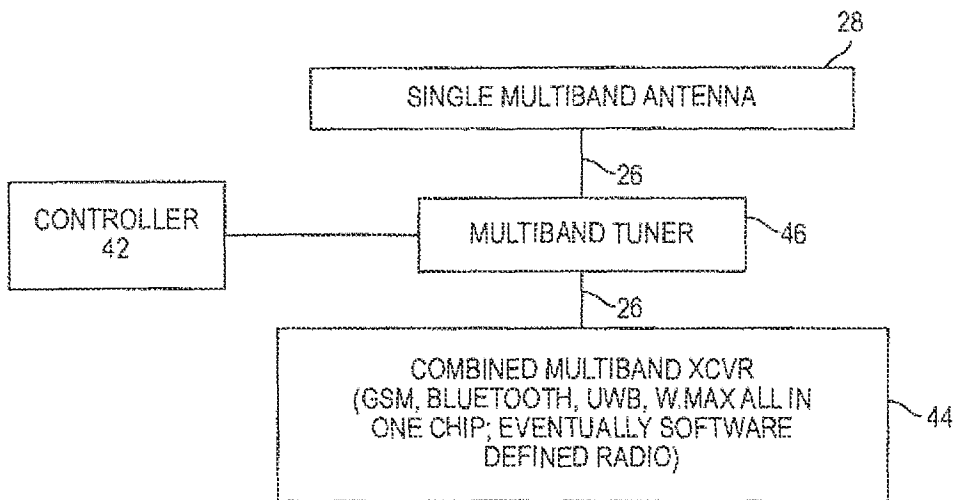 28
SINGLE MULTIBAND ANTENNA
26
CONTROLLER
42
MULTIBAND TUNER
46
26
COMBINED MULTIBAND XCVR
(GSM, BLUETOOTH, UWB, W.MAX ALL IN
ONE CHIP; EVENTUALLY SOFTWARE
DEFINED RADIO)
44